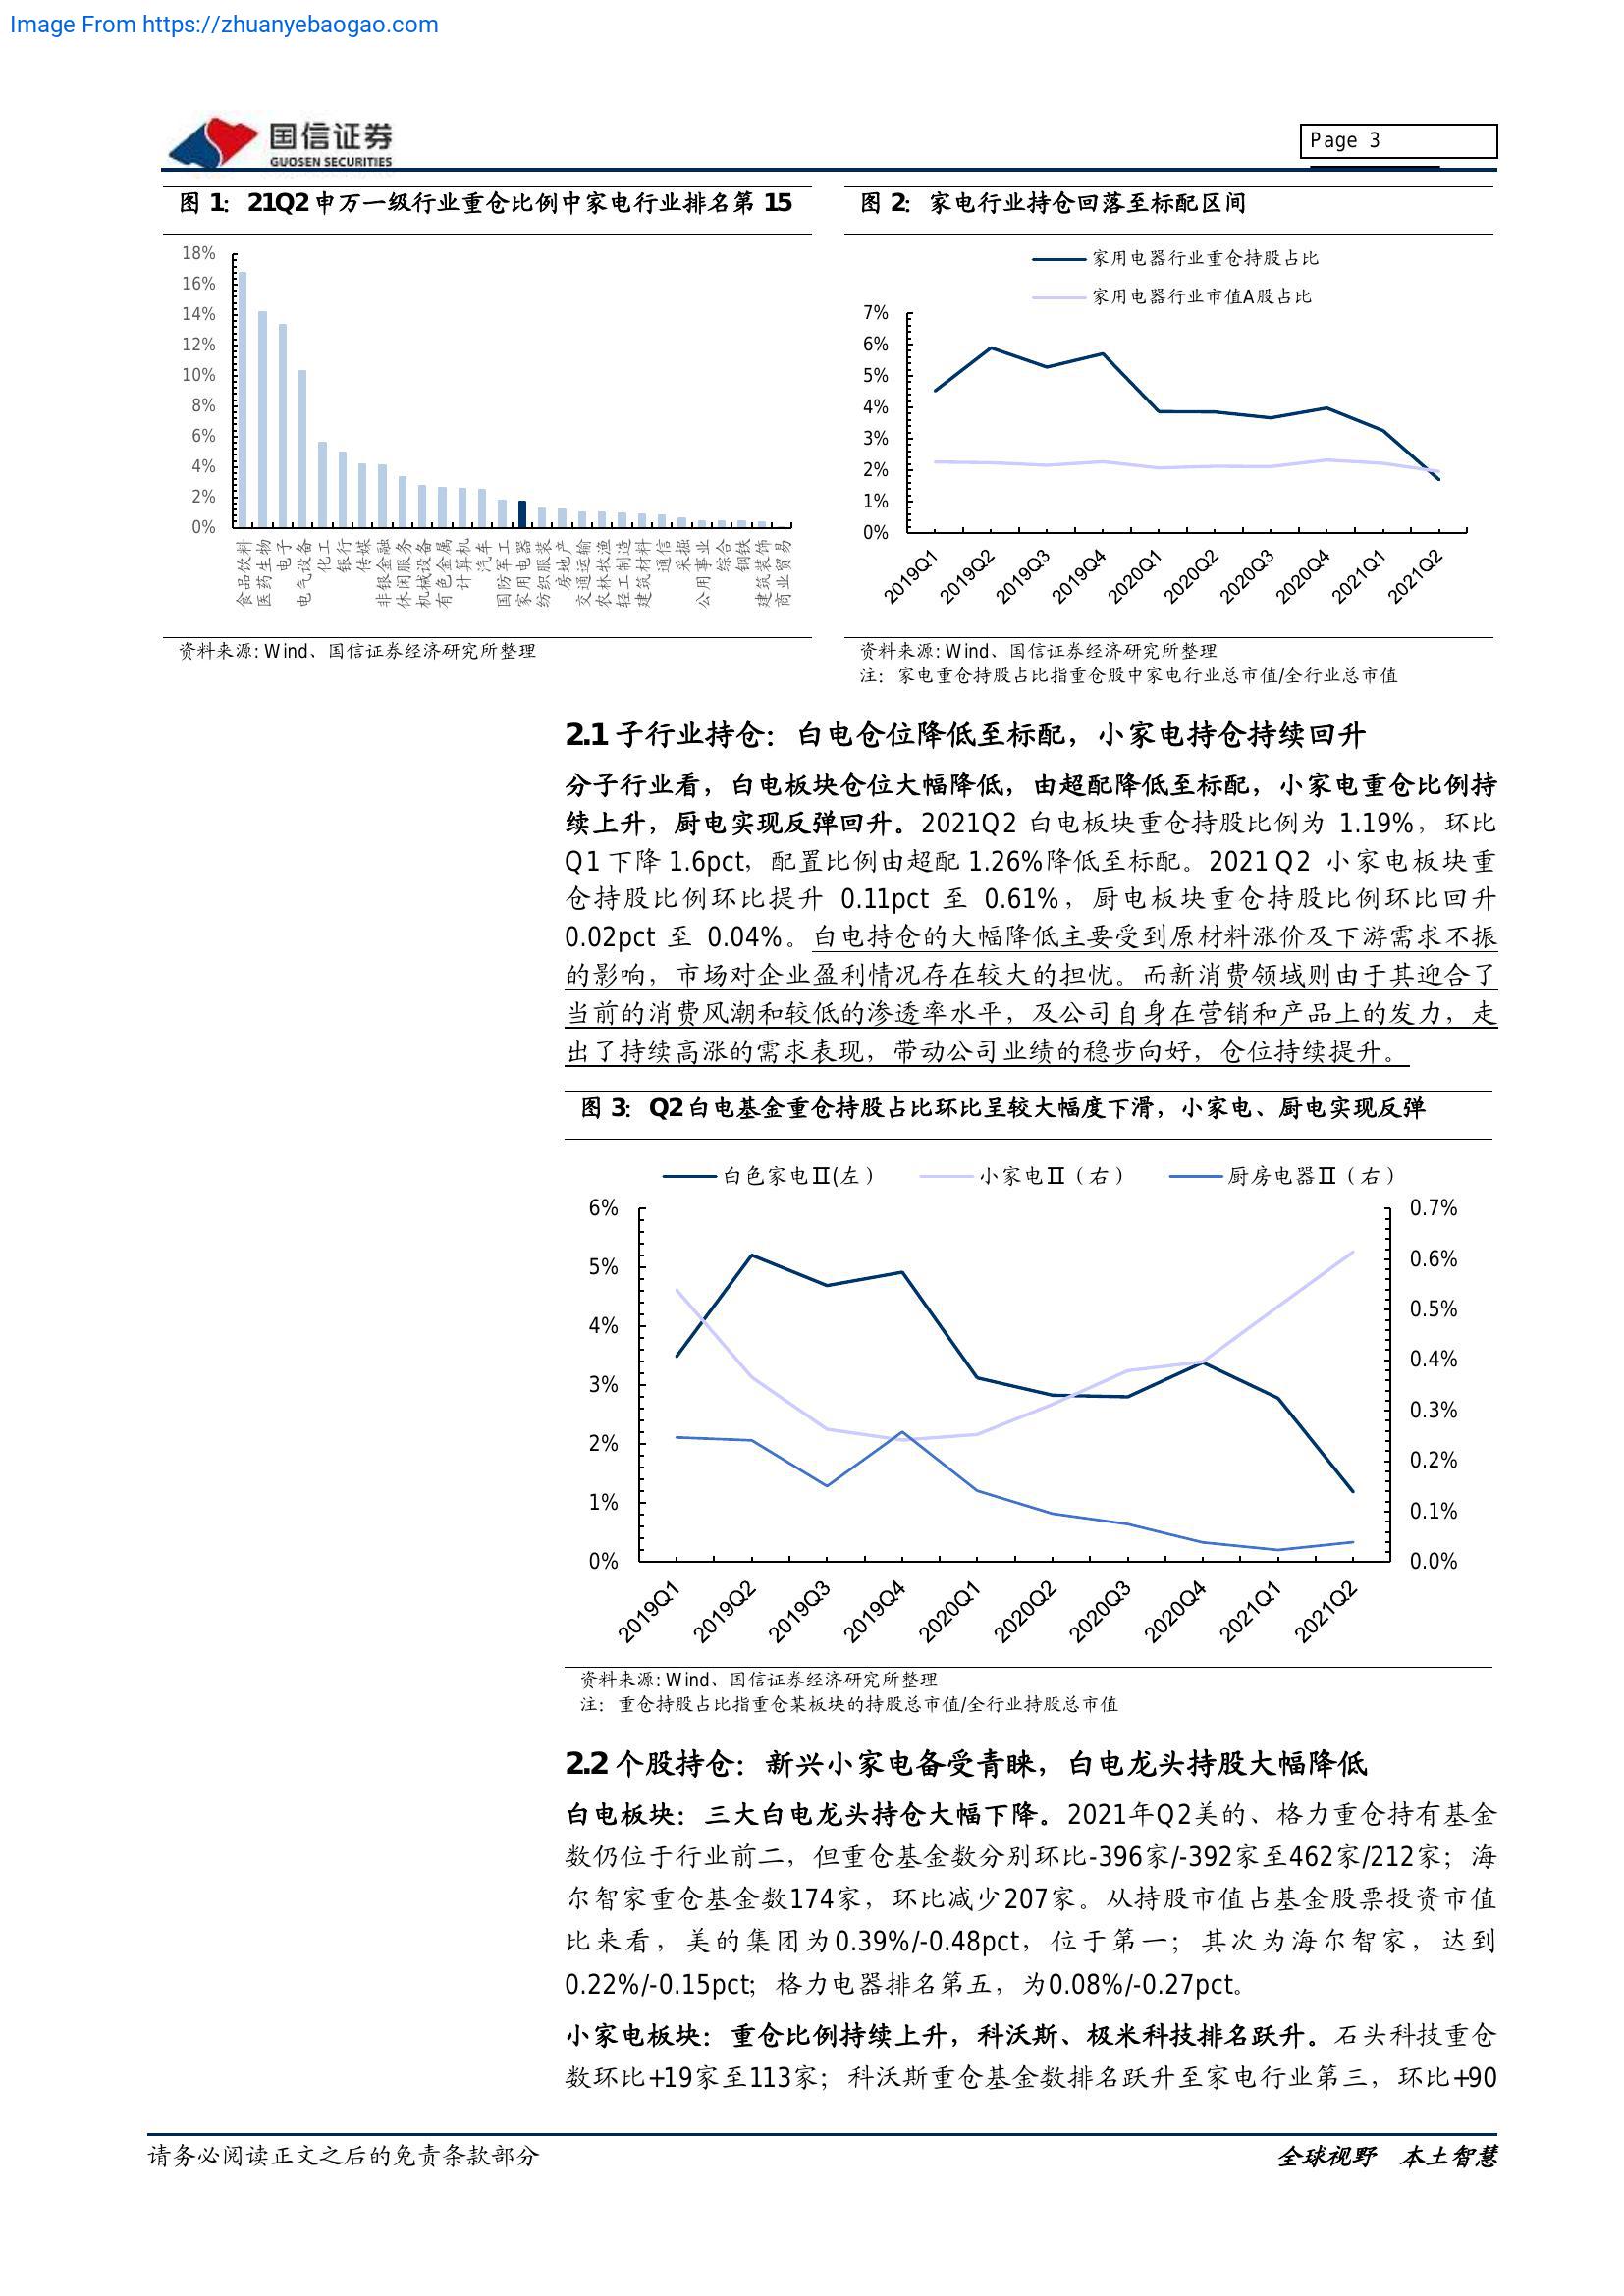 Image From https://zhuanyebaogao.com
国信证券
GUOSEN SECURITIES
Page 3
图 1： 21Q2 申万一级行业重仓比例中家电行业排名第 15
18%
16%
14%
12%
10%
8%
6%
4%
2%
0%
食品饮料
医药生物
电子
电气设备
化工
银行
传媒
非银金融
休闲服务
机械设备
有色金属
计算机
汽车
国防军工
家用电器
纺织服装
房地产
交通运输
农林牧渔
轻工制造
建筑材料
通信
采掘
公用事业
综合
钢铁
建筑装饰
商业贸易
资料来源: Wind、国信证券经济研究所整理
图 2： 家电行业持仓回落至标配区间
家用电器行业重仓持股占比
家用电器行业市值A股占比
7%
6%
5%
4%
3%
2%
1%
0%
2019Q1
2019Q2
2019Q3
2019Q4
2020Q1
2020Q2
2020Q3
2020Q4
2021Q1
2021Q2
资料来源: Wind、国信证券经济研究所整理
注：家电重仓持股占比指重仓股中家电行业总市值/全行业总市值
2.1 子行业持仓：白电仓位降低至标配，小家电持仓持续回升
分子行业看，白电板块仓位大幅降低，由超配降低至标配，小家电重仓比例持
续上升，厨电实现反弹回升。2021Q2 白电板块重仓持股比例为 1.19%，环比
Q1 下降 1.6pct，配置比例由超配 1.26%降低至标配。2021 Q2 小家电板块重
仓持股比例环比提升 0.11pct 至 0.61%，厨电板块重仓持股比例环比回升
0.02pct 至 0.04%。白电持仓的大幅降低主要受到原材料涨价及下游需求不振
的影响，市场对企业盈利情况存在较大的担忧。而新消费领域则由于其迎合了
当前的消费风潮和较低的渗透率水平，及公司自身在营销和产品上的发力，走
出了持续高涨的需求表现，带动公司业绩的稳步向好，仓位持续提升。
图 3： Q2 白电基金重仓持股占比环比呈较大幅度下滑，小家电、厨电实现反弹
白色家电Ⅱ(左） 小家电Ⅱ（右） 厨房电器Ⅱ（右）
6%
5%
4%
3%
2%
1%
0%
0.7%
0.6%
0.5%
0.4%
0.3%
0.2%
0.1%
0.0%
2019Q1
2019Q2
2019Q3
2019Q4
2020Q1
2020Q2
2020Q3
2020Q4
2021Q1
2021Q2
资料来源: Wind、国信证券经济研究所整理
注：重仓持股占比指重仓某板块的持股总市值/全行业持股总市值
2.2 个股持仓：新兴小家电备受青睐，白电龙头持股大幅降低
白电板块：三大白电龙头持仓大幅下降。2021年Q2美的、格力重仓持有基金
数仍位于行业前二，但重仓基金数分别环比-396家/-392家至462家/212家；海
尔智家重仓基金数174家，环比减少207家。从持股市值占基金股票投资市值
比来看，美的集团为0.39%/-0.48pct，位于第一；其次为海尔智家，达到
0.22%/-0.15pct；格力电器排名第五，为0.08%/-0.27pct。
小家电板块：重仓比例持续上升，科沃斯、极米科技排名跃升。石头科技重仓
数环比+19家至113家；科沃斯重仓基金数排名跃升至家电行业第三，环比+90
请务必阅读正文之后的免责条款部分
全球视野 本土智慧